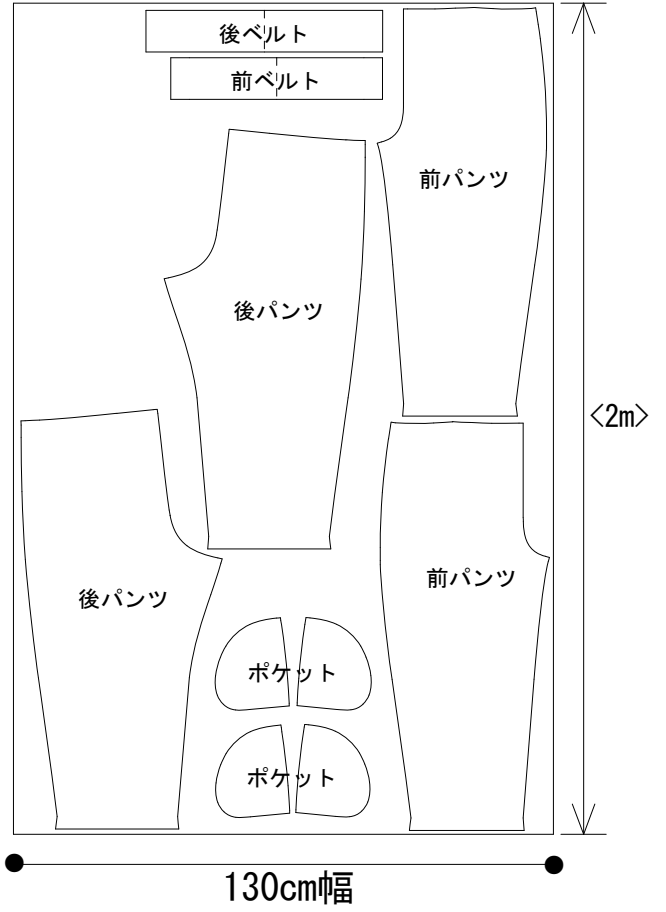 後ベルト
前ベルト
前パンツ
後パンツ
<2m>
後パンツ
前パンツ
ポケット
ポケット
130cm幅